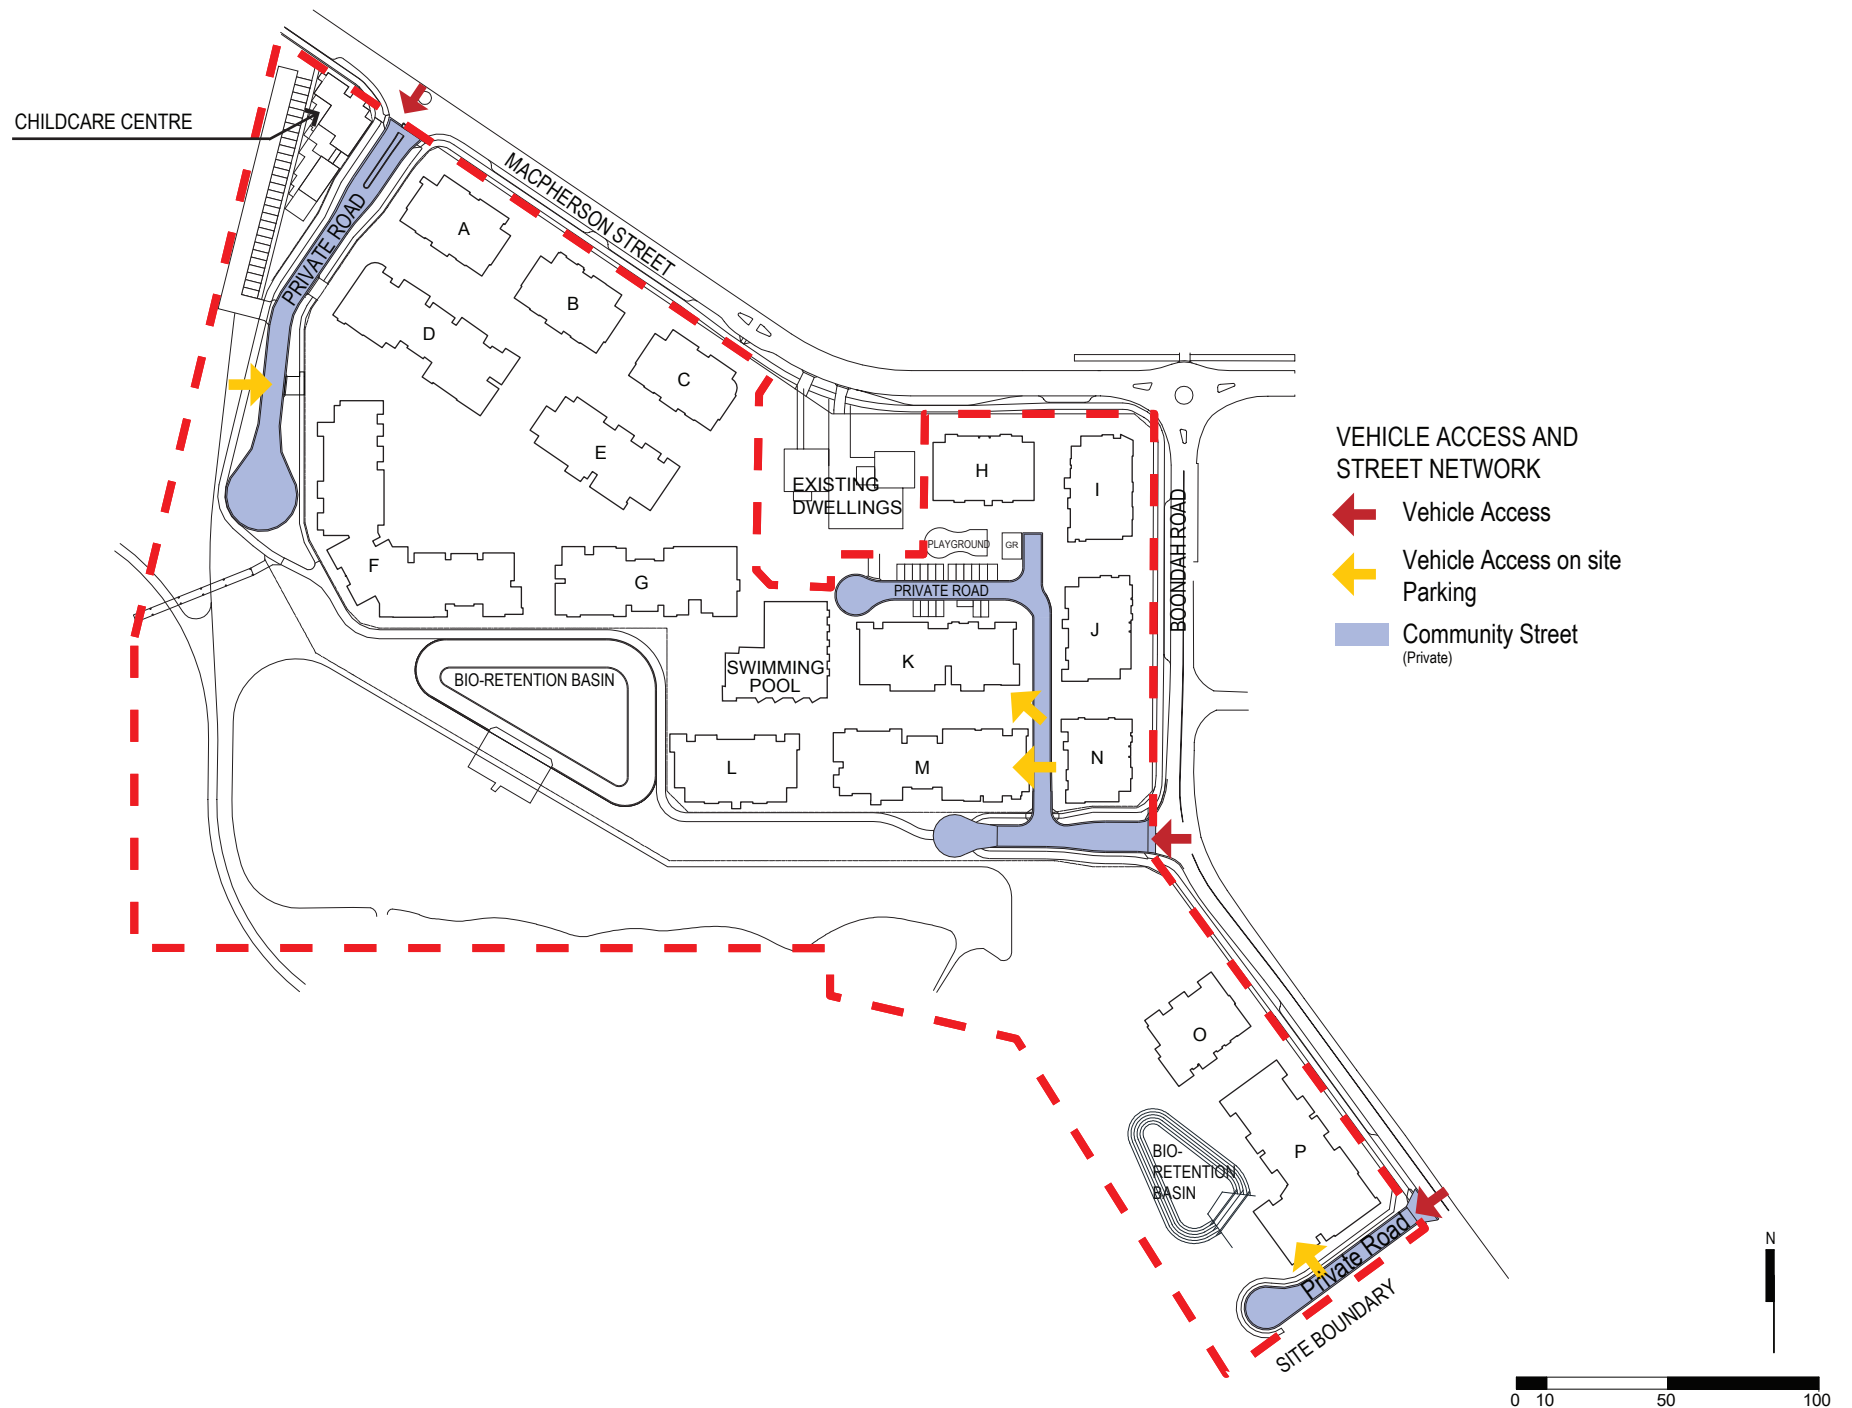 CHILDCARE CENTRE
MACPHERSON STREET
PRIVATE ROAD
A
B
C
D
E
F
G
EXISTING
DWELLINGS
H
I
PLAYGROUND
GR
PRIVATE ROAD
BOONDAH ROAD
J
K
SWIMMING
POOL
BIO-RETENTION BASIN
L
M
N
O
P
BIO-
RETENTION
BASIN
Private Road
SITE BOUNDARY
VEHICLE ACCESS AND
STREET NETWORK
Vehicle Access
Vehicle Access on site
Parking
Community Street
(Private)
N
0 10 50 100